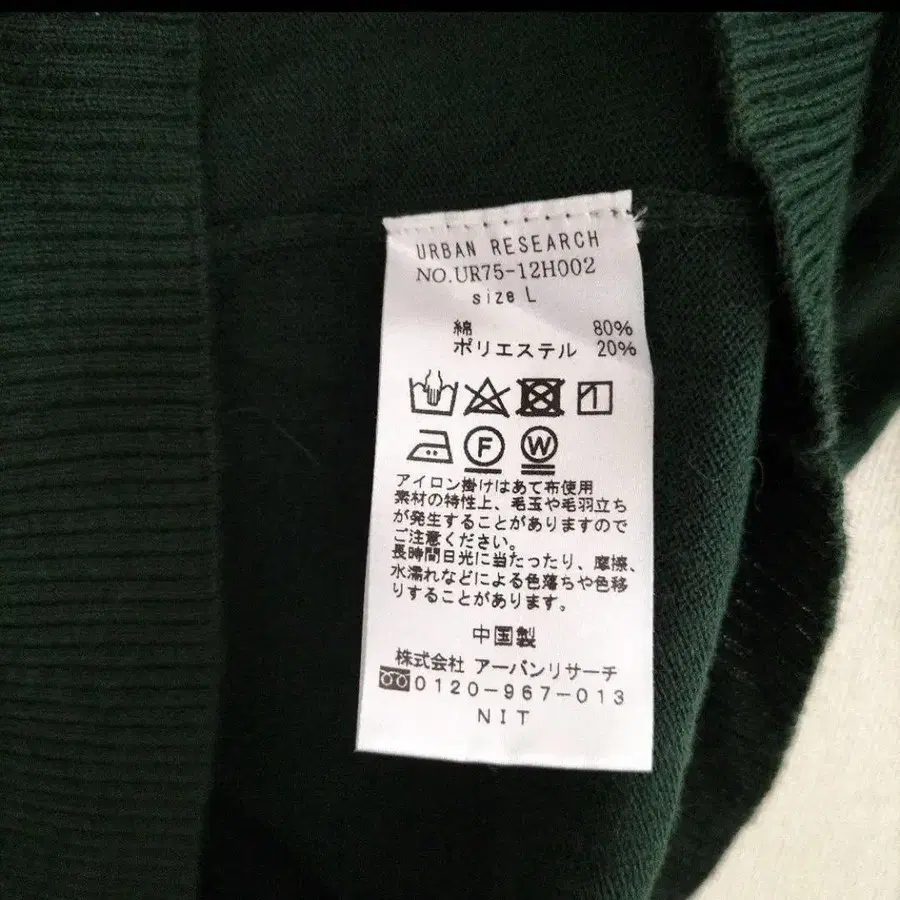 URBAN RESEARCH
NO.UR75-12H002
size L
綿 80%
ポリエステル 20%
F W
アイロン掛けはあて布使用
素材の特性上、毛玉や毛羽立ち
が発生することがありますので
ご注意ください。
長時間日光に当たったり、摩擦、
水濡れなどによる色落ちや色移
りすることがあります。
中国製
株式会社 アーバンリサーチ
0120-967-013
NIT